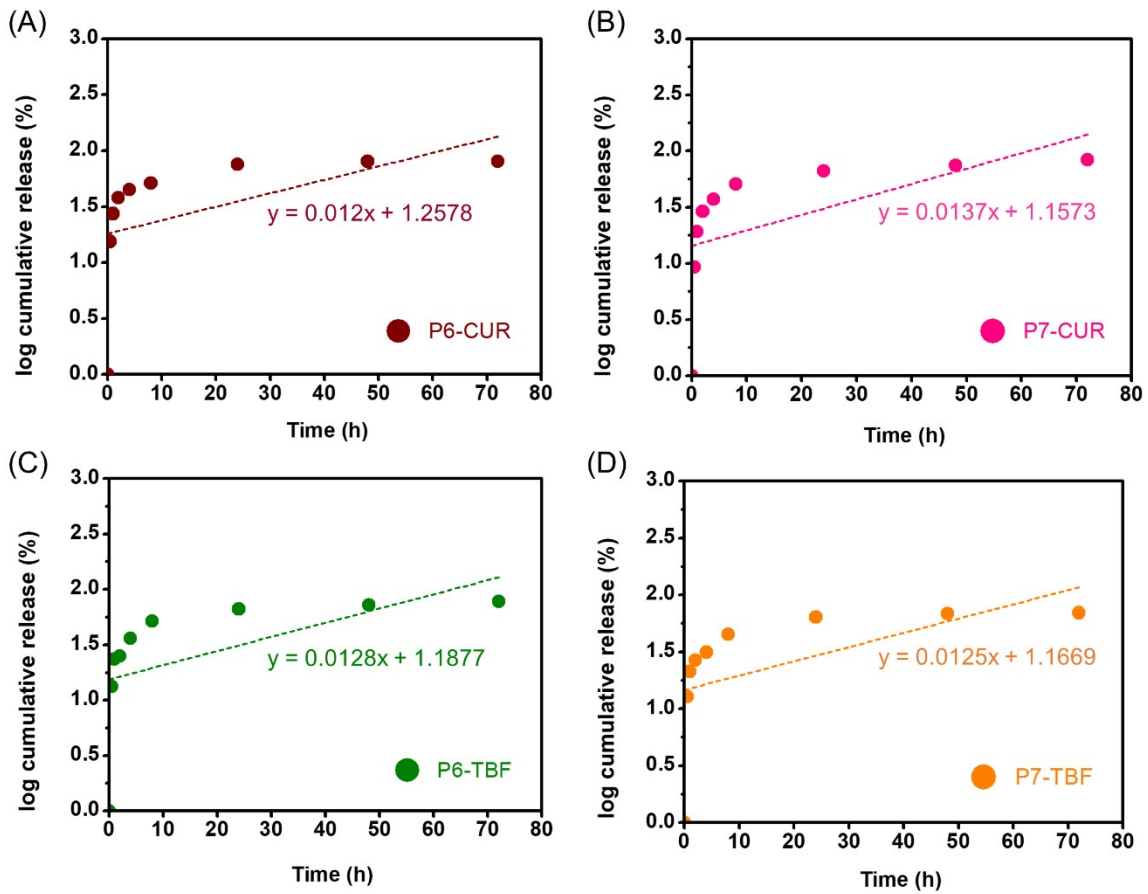 (A)
log cumulative release (%)
3.0
2.5
2.0
1.5
1.0
0.5
0.0
y = 0.012x + 1.2578
P6-CUR
0 10 20 30 40 50 60 70 80
Time (h)
(B)
log cumulative release (%)
3.0
2.5
2.0
1.5
1.0
0.5
0.0
y = 0.0137x + 1.1573
P7-CUR
0 10 20 30 40 50 60 70 80
Time (h)
(C)
log cumulative release (%)
3.0
2.5
2.0
1.5
1.0
0.5
0.0
y = 0.0128x + 1.1877
P6-TBF
0 10 20 30 40 50 60 70 80
Time (h)
(D)
log cumulative release (%)
3.0
2.5
2.0
1.5
1.0
0.5
0.0
y = 0.0125x + 1.1669
P7-TBF
0 10 20 30 40 50 60 70 80
Time (h)